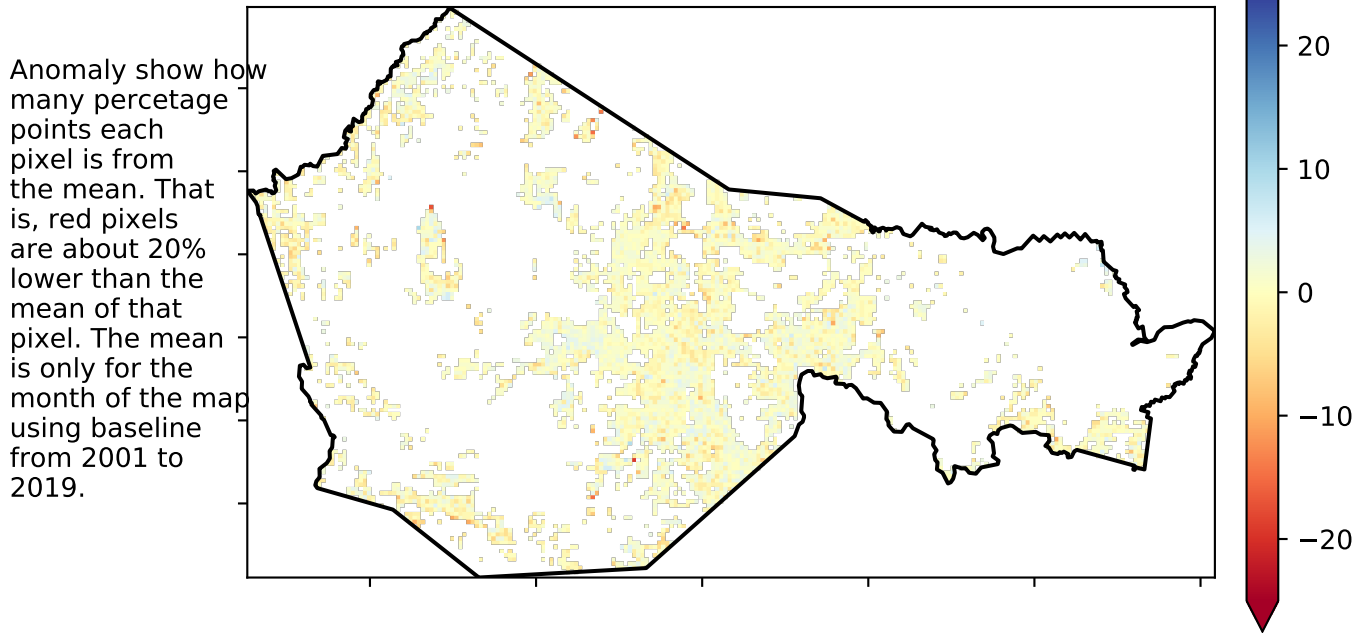 Anomaly show how
many percetage
points each
pixel is from
the mean. That
is, red pixels
are about 20%
lower than the
mean of that
pixel. The mean
is only for the
month of the map
using baseline
from 2001 to
2019.
20
10
0
−10
−20